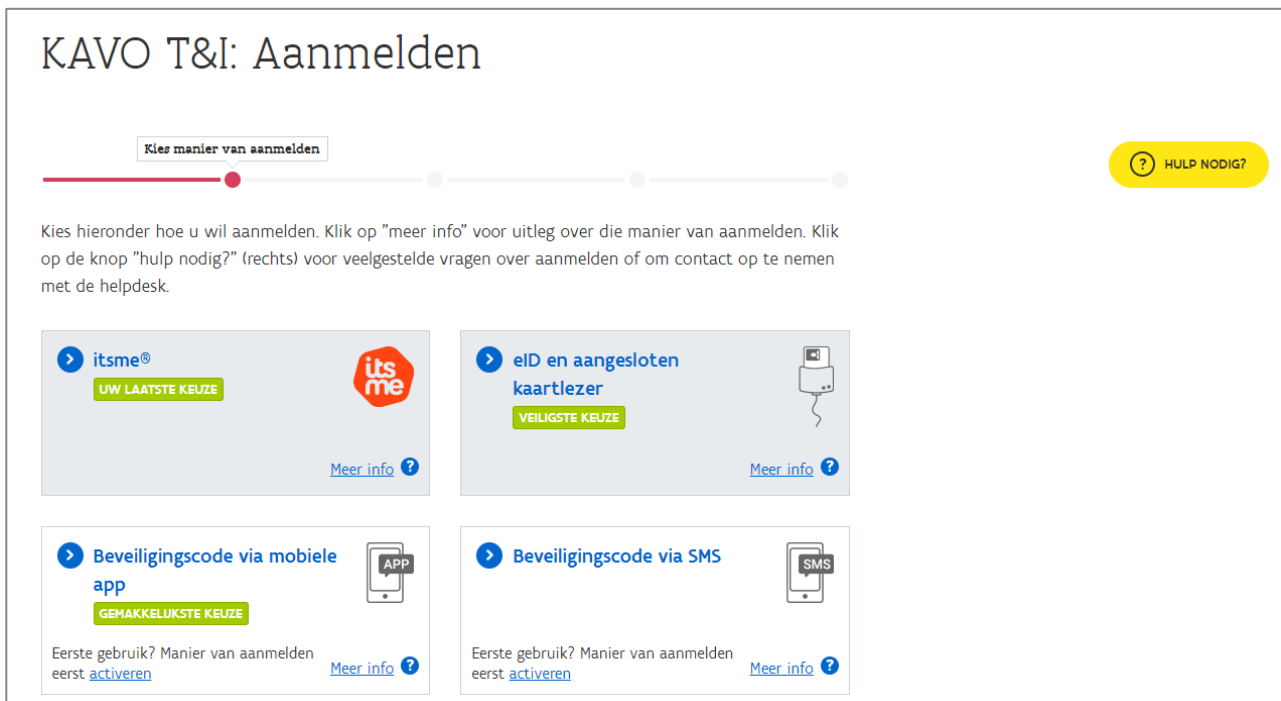 KAVO T&I: Aanmelden
Kies manier van aanmelden
? HULP NODIG?
Kies hieronder hoe u wil aanmelden. Klik op "meer info" voor uitleg over die manier van aanmelden. Klik
op de knop "hulp nodig?" (rechts) voor veelgestelde vragen over aanmelden of om contact op te nemen
met de helpdesk.
itsme®
UW LAATSTE KEUZE
its
me
Meer info ?
eID en aangesloten
kaartlezer
VEILIGSTE KEUZE
Meer info ?
Beveiligingscode via mobiele
app
APP
GEMAKKELIJKSTE KEUZE
Eerste gebruik? Manier van aanmelden
eerst activeren
Meer info ?
Beveiligingscode via SMS
SMS
Eerste gebruik? Manier van aanmelden
eerst activeren
Meer info ?